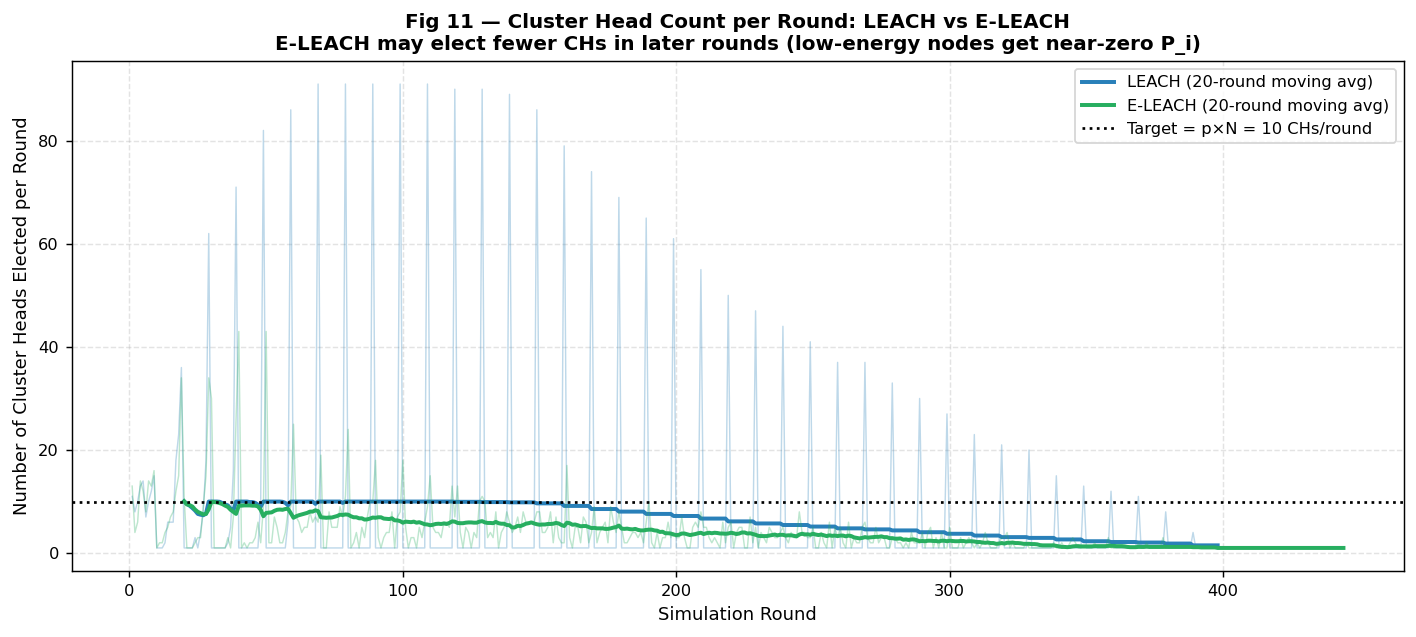 Fig 11 — Cluster Head Count per Round: LEACH vs E-LEACH
E-LEACH may elect fewer CHs in later rounds (low-energy nodes get near-zero P_i)
LEACH (20-round moving avg)
E-LEACH (20-round moving avg)
Target = p×N = 10 CHs/round
Number of Cluster Heads Elected per Round
80
60
40
20
0
0
100
200
300
400
Simulation Round